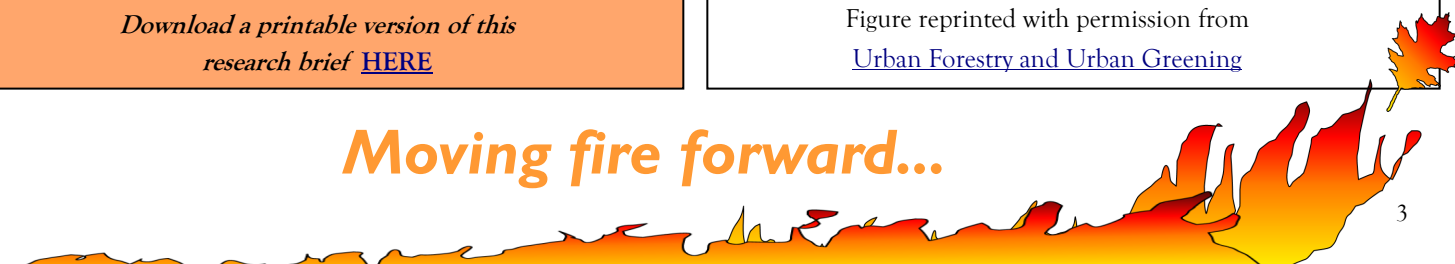 Download a printable version of this
research brief HERE
Figure reprinted with permission from
Urban Forestry and Urban Greening
Moving fire forward...
3